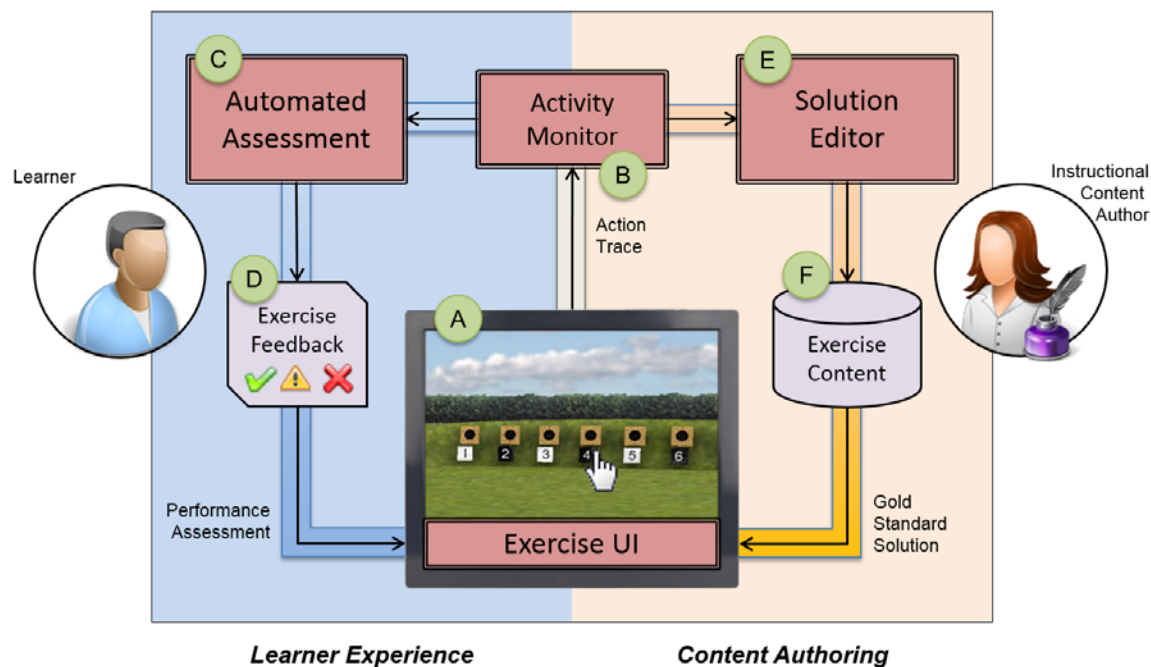 C
Automated
Assessment
Activity
Monitor
B
E
Solution
Editor
Learner
Instructional
Content
Author
Action
Trace
D
Exercise
Feedback
A
1 2 3 4 5 6
Exercise UI
F
Exercise
Content
Performance
Assessment
Gold
Standard
Solution
Learner Experience
Content Authoring